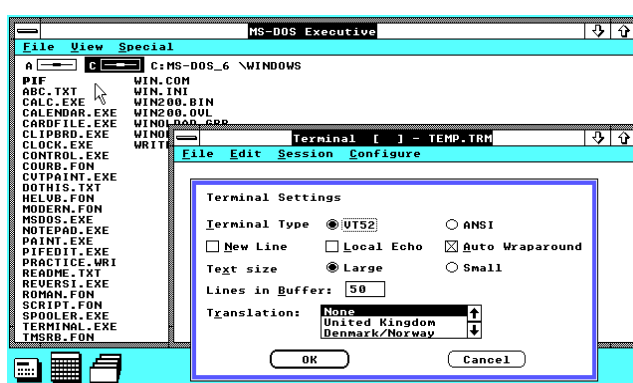 MS-DOS Executive
File View Special
A C C:MS-DOS_6 \WINDOWS
PIF
ABC.TXT
CALC.EXE
CALENDAR.EXE
CARDFILE.EXE
CLIPBRD.EXE
CLOCK.EXE
CONTROL.EXE
COURB.FON
CVTPAINT.EXE
DOTHIS.TXT
HELVB.FON
MODERN.FON
MSDOS.EXE
NOTEPAD.EXE
PAINT.EXE
PIFEDIT.EXE
PRACTICE.WRI
README.TXT
REVERSI.EXE
ROMAN.FON
SCRIPT.FON
SPOOLER.EXE
TERMINAL.EXE
TMSRB.FON
WIN.COM
WIN.INI
WIN200.BIN
WIN200.OVL
WINOLDAP.GRB
WINOL
WRIT
Terminal [ ] - TEMP.TRM
File Edit Session Configure
Terminal Settings
Terminal Type VT52 ANSI
New Line Local Echo Auto Wraparound
Text size Large Small
Lines in Buffer: 50
Translation: None
United Kingdom
Denmark/Norway
OK Cancel